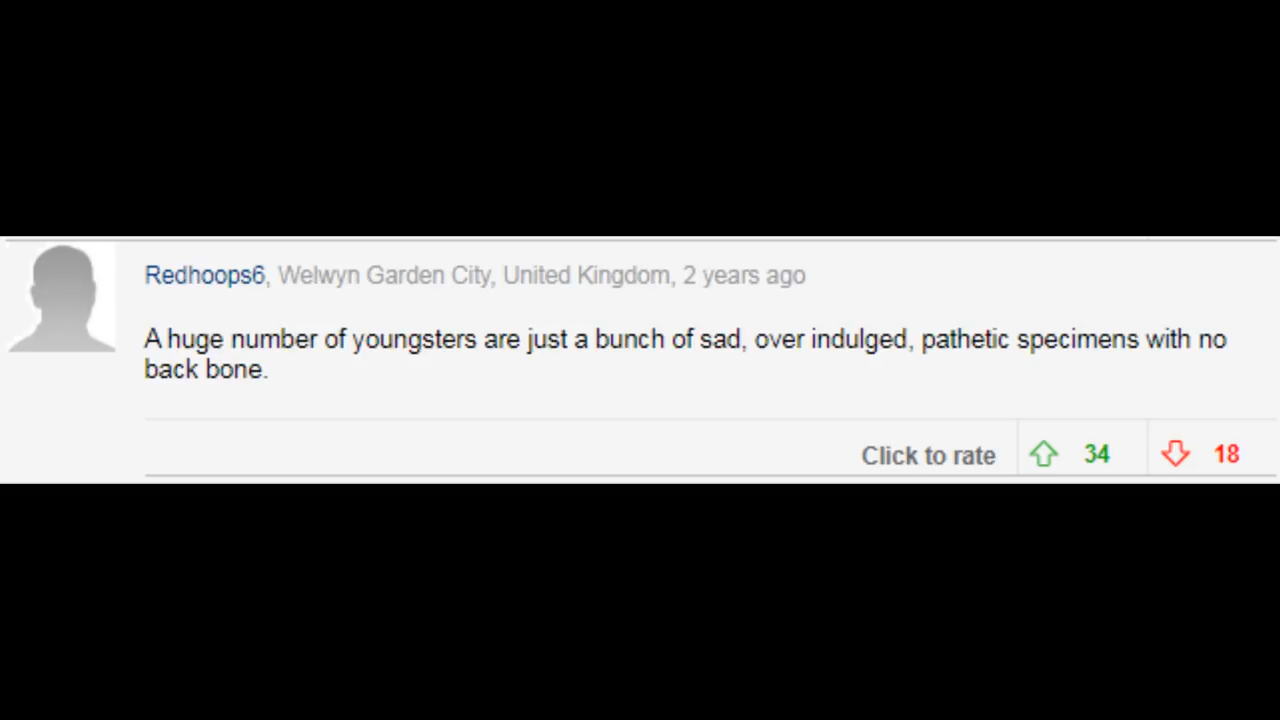 Redhoops6, Welwyn Garden City, United Kingdom, 2 years ago
A huge number of youngsters are just a bunch of sad, over indulged, pathetic specimens with no
back bone.
Click to rate 34 18